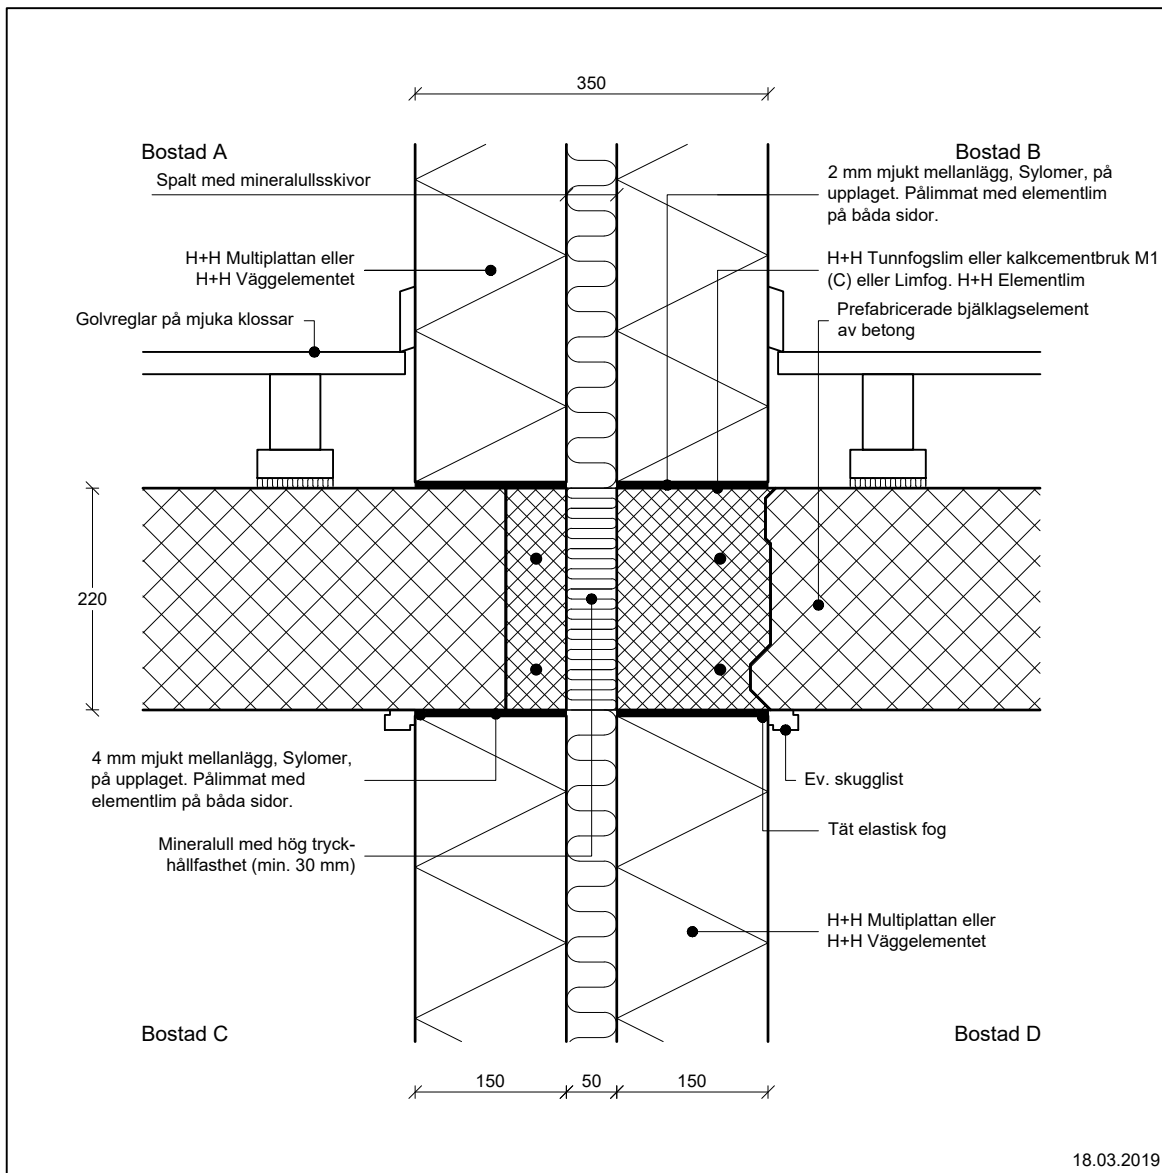 350
Bostad A
Bostad B
Spalt med mineralullsskivor
2 mm mjukt mellanlägg, Sylomer, på
upplaget. Pålimmat med elementlim
på båda sidor.
H+H Multiplattan eller
H+H Väggelementet
H+H Tunnfogslim eller kalkcementbruk M1
(C) eller Limfog. H+H Elementlim
Golvreglar på mjuka klossar
Prefabricerade bjälklagselement
av betong
220
4 mm mjukt mellanlägg, Sylomer,
på upplaget. Pålimmat med
elementlim på båda sidor.
Ev. skugglist
Mineralull med hög tryck-
hållfasthet (min. 30 mm)
Tät elastisk fog
H+H Multiplattan eller
H+H Väggelementet
Bostad C
Bostad D
150
50
150
18.03.2019